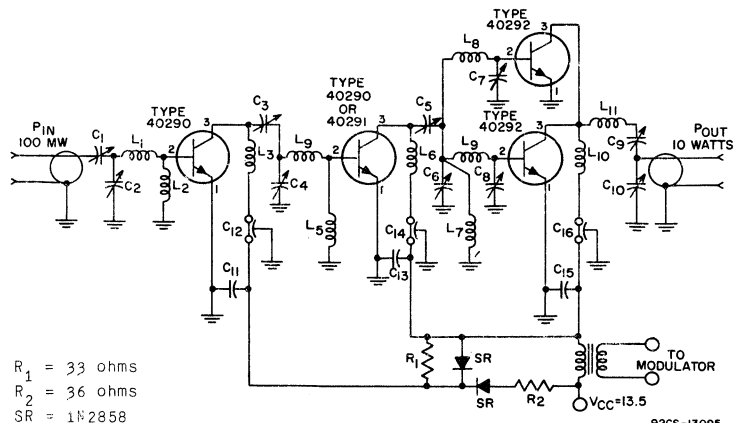 TYPE
40292
3
L8
2
C7
1
TYPE
40290
OR
40291
TYPE
40290
PIN
100 MW
C1
L1
2
3
C3
L3
L9
2
3
C5
L6
L9
TYPE
40292
2
3
L11
L10
C9
POUT
10 WATTS
C2
L2
1
C4
1
C6
C8
1
C10
C12
L5
C14
L7
C16
C11
C13
C15
R1 = 33 ohms
R2 = 36 ohms
SR = 1N2858
R1
SR
SR
R2
TO
MODULATOR
VCC=13.5
92CS-13095